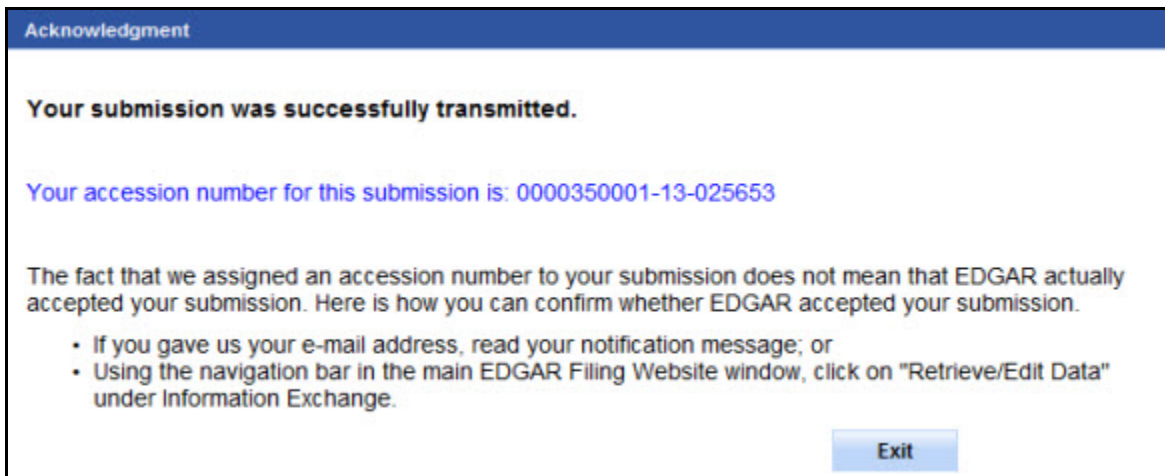 Acknowledgment
Your submission was successfully transmitted.
Your accession number for this submission is: 0000350001-13-025653
The fact that we assigned an accession number to your submission does not mean that EDGAR actually
accepted your submission. Here is how you can confirm whether EDGAR accepted your submission.
• If you gave us your e-mail address, read your notification message; or
• Using the navigation bar in the main EDGAR Filing Website window, click on "Retrieve/Edit Data"
under Information Exchange.
Exit